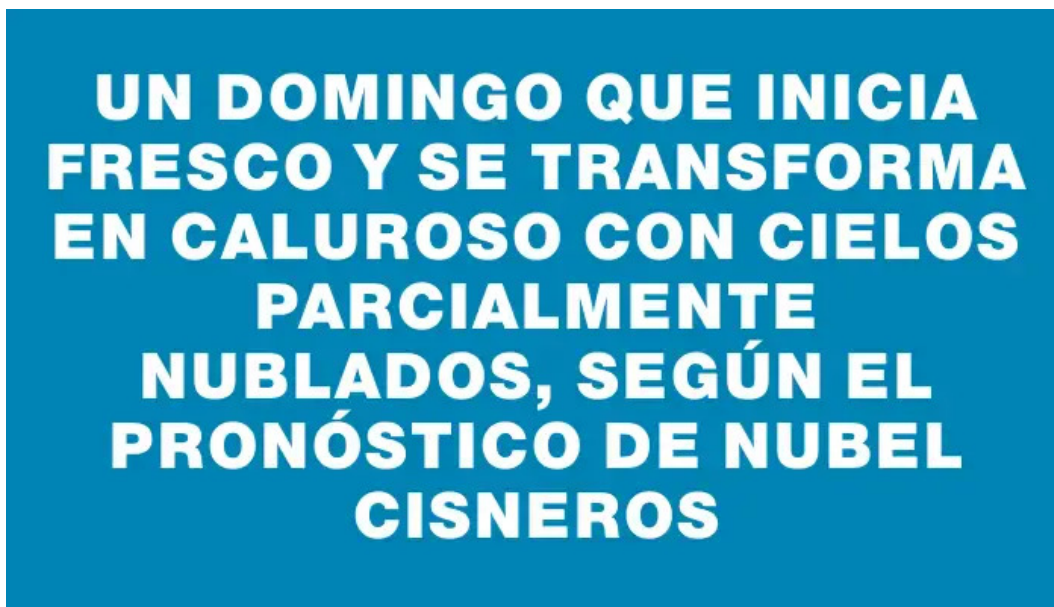 UN DOMINGO QUE INICIA
FRESCO Y SE TRANSFORMA
EN CALUROSO CON CIELOS
PARCIALMENTE
NUBLADOS, SEGÚN EL
PRONÓSTICO DE NUBEL
CISNEROS